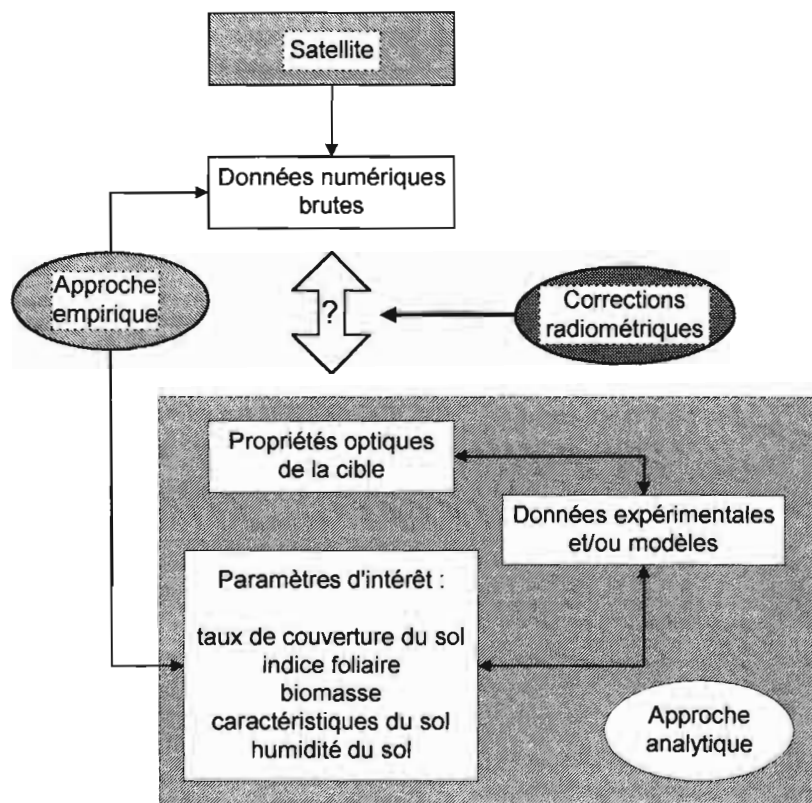 Satellite
Données numériques
brutes
Approche
empirique
?
Corrections
radiométriques
Propriétés optiques
de la cible
Données expérimentales
et/ou modèles
Paramètres d'intérêt :
taux de couverture du sol
indice foliaire
biomasse
caractéristiques du sol
humidité du sol
Approche
analytique